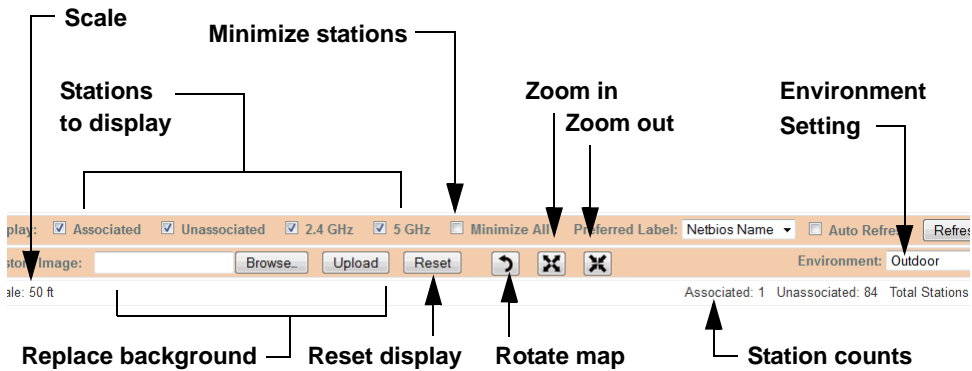 Scale
Minimize stations
Stations
to display
Zoom in
Zoom out
Environment
Setting
play: Associated Unassociated 2.4 GHz 5 GHz Minimize All Preferred Label: Netbios Name Auto Refre Refres
stom Image: Browse... Upload Reset Environment: Outdoor
ale: 50 ft Associated: 1 Unassociated: 84 Total Stations
Replace background
Reset display
Rotate map
Station counts